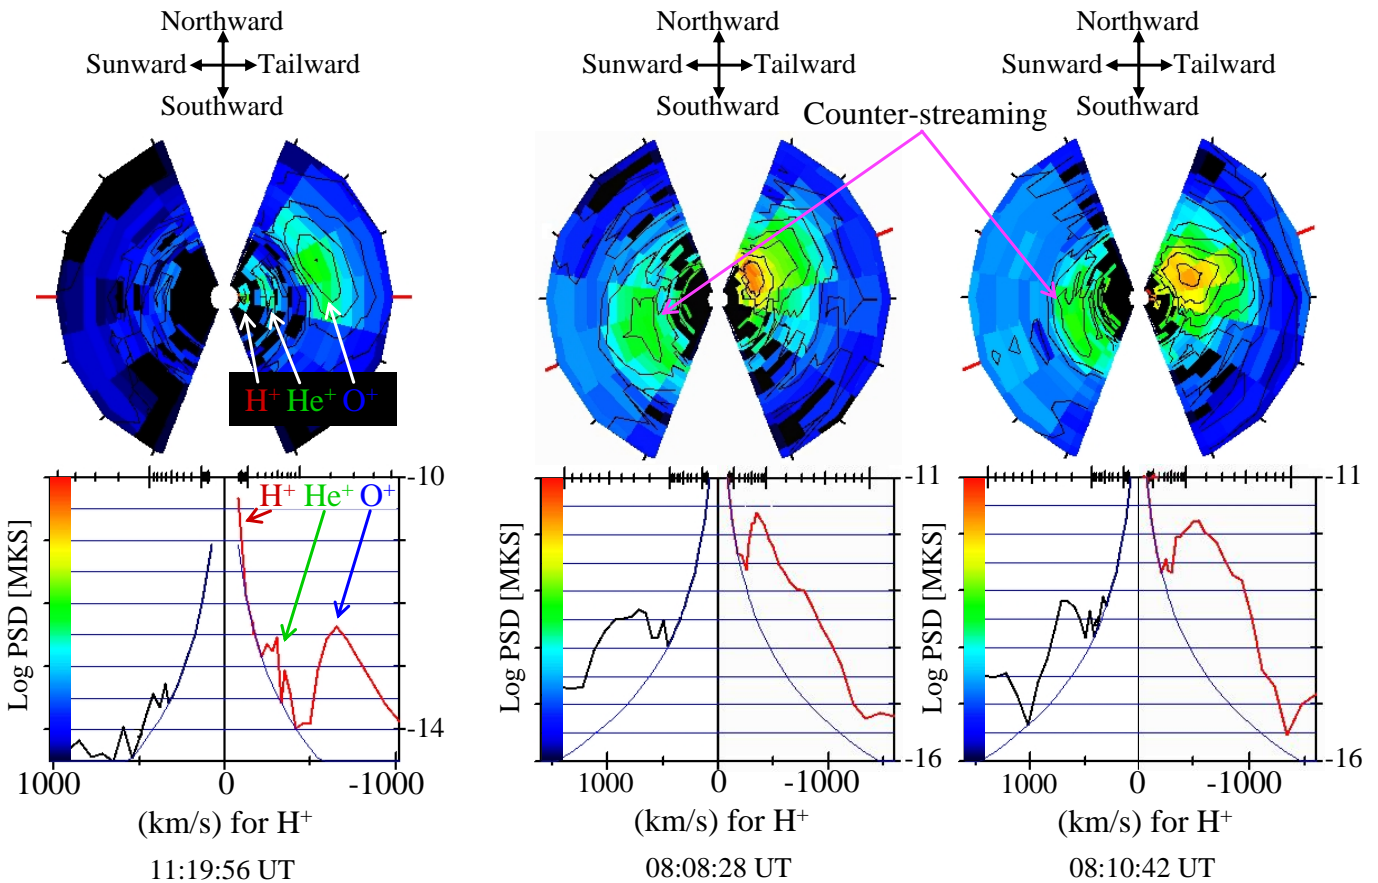 Northward
Sunward Tailward
Southward
Northward
Sunward Tailward
Southward
Northward
Sunward Tailward
Southward
Counter-streaming
H⁺ He⁺ O⁺
-10
H⁺ He⁺ O⁺
Log PSD [MKS]
-14
1000 0 -1000
(km/s) for H⁺
11:19:56 UT
-11
Log PSD [MKS]
-16
1000 0 -1000
(km/s) for H⁺
08:08:28 UT
-11
Log PSD [MKS]
-16
1000 0 -1000
(km/s) for H⁺
08:10:42 UT